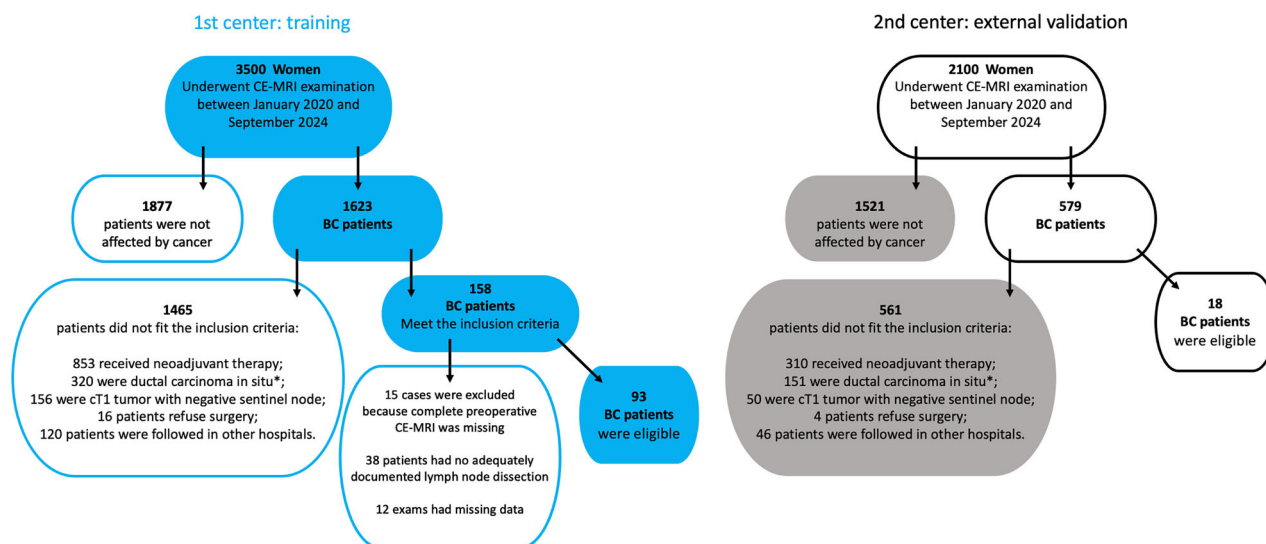 1st center: training
3500 Women
Underwent CE-MRI examination
between January 2020 and
September 2024
1877
patients were not
affected by cancer
1623
BC patients
1465
patients did not fit the inclusion criteria:
853 received neoadjuvant therapy;
320 were ductal carcinoma in situ*;
156 were cT1 tumor with negative sentinel node;
16 patients refuse surgery;
120 patients were followed in other hospitals.
158
BC patients
Meet the inclusion criteria
15 cases were excluded
because complete preoperative
CE-MRI was missing
38 patients had no adequately
documented lymph node dissection
12 exams had missing data
93
BC patients
were eligible
2nd center: external validation
2100 Women
Underwent CE-MRI examination
between January 2020 and
September 2024
1521
patients were not
affected by cancer
579
BC patients
561
patients did not fit the inclusion criteria:
310 received neoadjuvant therapy;
151 were ductal carcinoma in situ*;
50 were cT1 tumor with negative sentinel node;
4 patients refuse surgery;
46 patients were followed in other hospitals.
18
BC patients
were eligible